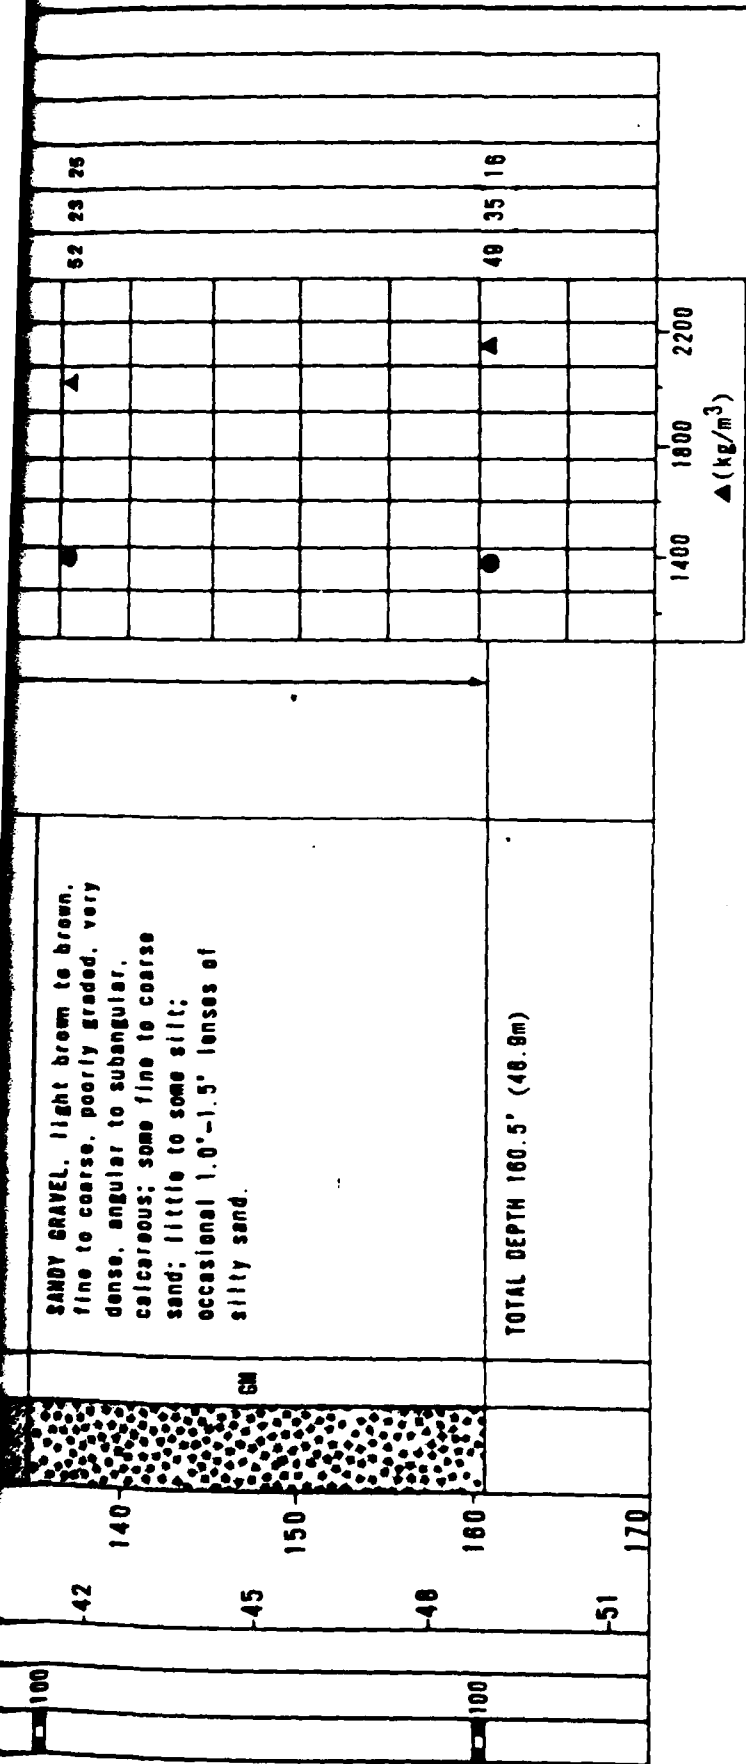 100
100
42
45
48
51
140
150
160
170
GM
SANDY GRAVEL, light brown to brown,
fine to coarse, poorly graded, very
dense, angular to subangular,
calcareous; some fine to coarse
sand; little to some silt;
occasional 1.0'-1.5' lenses of
silty sand.
TOTAL DEPTH 160.5' (48.9m)
52 23 25
49 35 16
1400 1800 2200
▲(kg/m³)